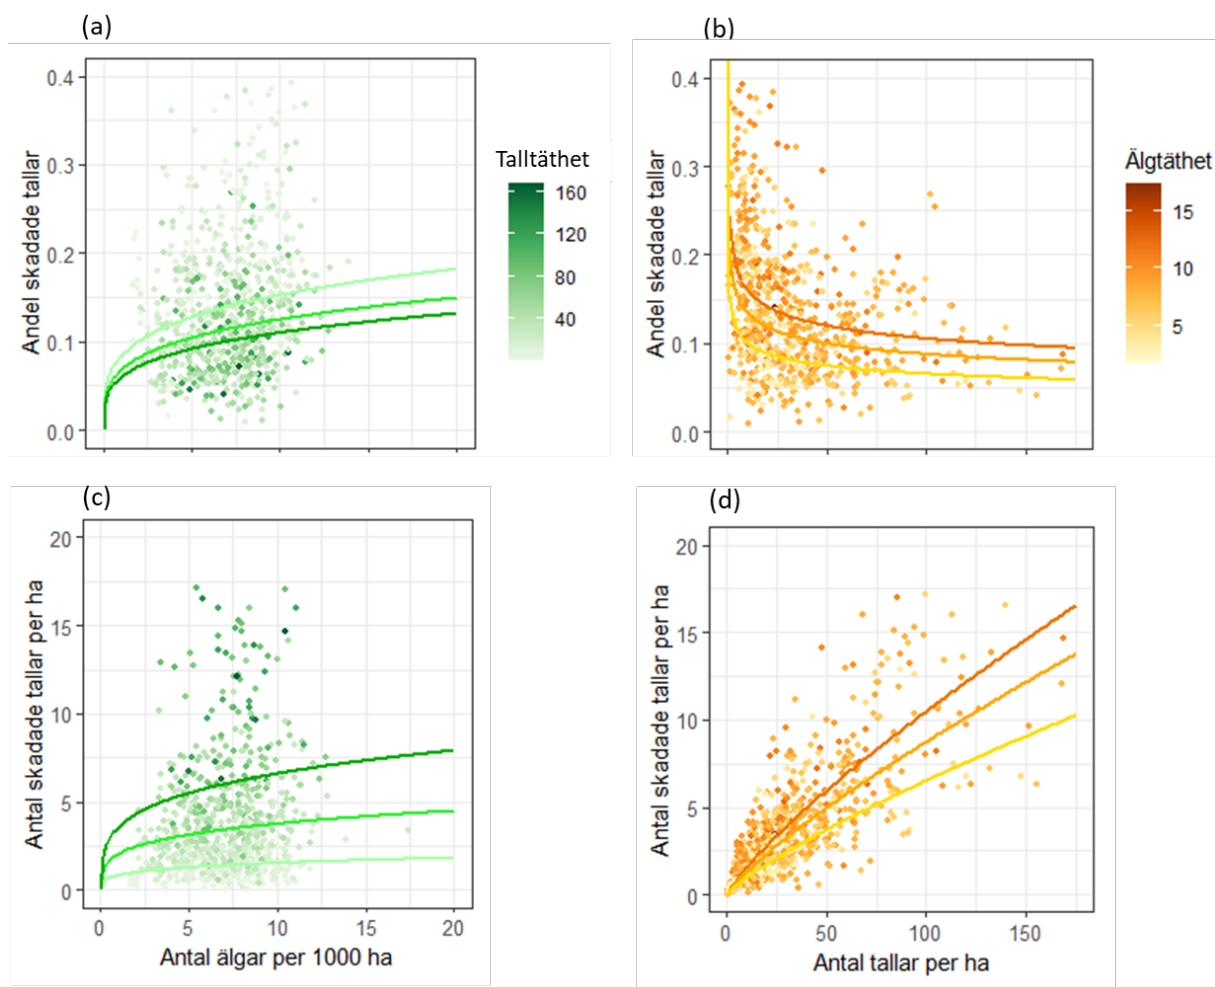 (a)
Andel skadade tallar
0.4
0.3
0.2
0.1
0.0
Talltäthet
160
120
80
40
(b)
Andel skadade tallar
0.4
0.3
0.2
0.1
0.0
Älgtäthet
15
10
5
(c)
Antal skadade tallar per ha
20
15
10
5
0
0 5 10 15 20
Antal älgar per 1000 ha
(d)
Antal skadade tallar per ha
20
15
10
5
0
0 50 100 150
Antal tallar per ha